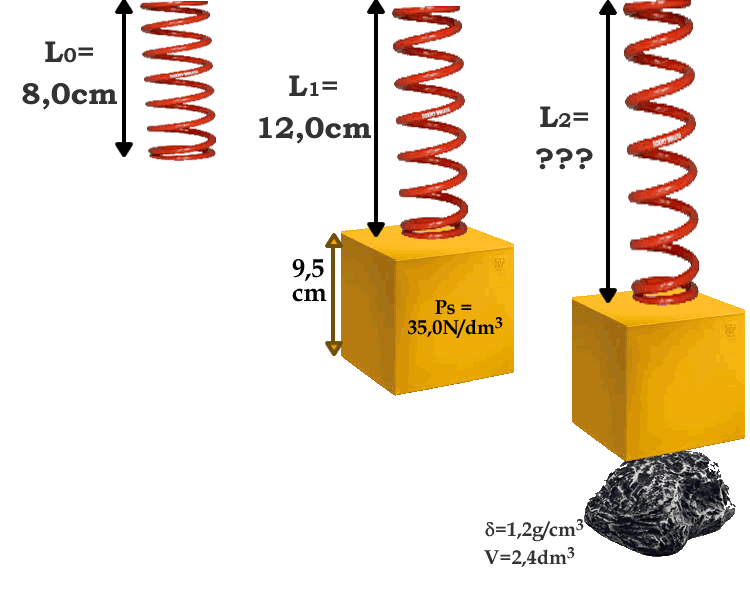 L0=
8,0cm
L1=
12,0cm
L2=
???
9,5
cm
Ps =
35,0N/dm³
δ=1,2g/cm³
V=2,4dm³